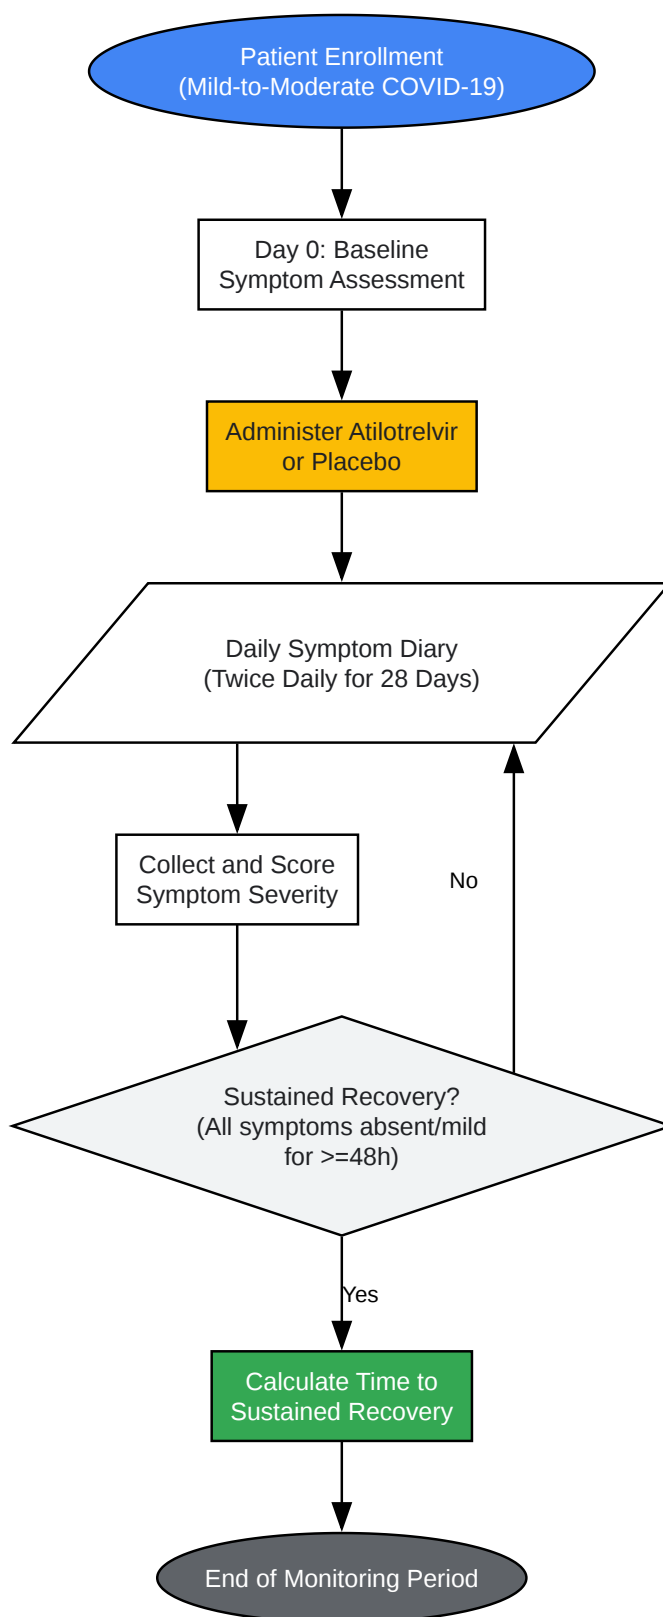 Patient Enrollment
(Mild-to-Moderate COVID-19)
Day 0: Baseline
Symptom Assessment
Administer Atilotrelvir
or Placebo
Daily Symptom Diary
(Twice Daily for 28 Days)
Collect and Score
Symptom Severity
No
Sustained Recovery?
(All symptoms absent/mild
for >=48h)
Yes
Calculate Time to
Sustained Recovery
End of Monitoring Period